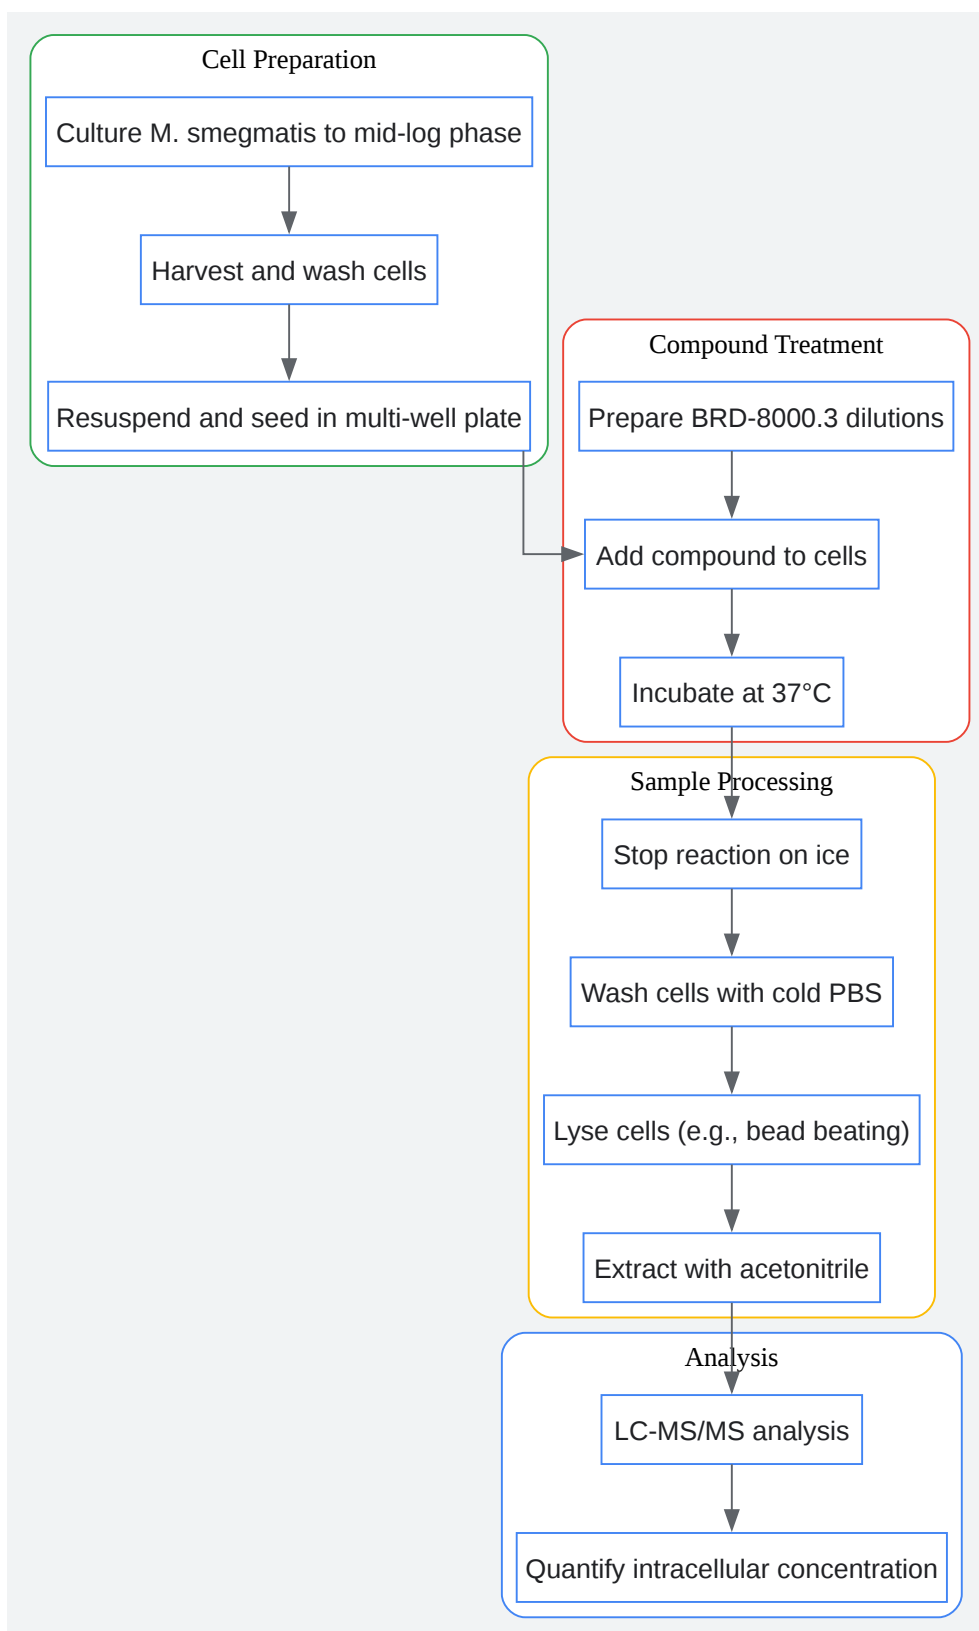 Cell Preparation
Culture M. smegmatis to mid-log phase
Harvest and wash cells
Resuspend and seed in multi-well plate
Compound Treatment
Prepare BRD-8000.3 dilutions
Add compound to cells
Incubate at 37°C
Sample Processing
Stop reaction on ice
Wash cells with cold PBS
Lyse cells (e.g., bead beating)
Extract with acetonitrile
Analysis
LC-MS/MS analysis
Quantify intracellular concentration